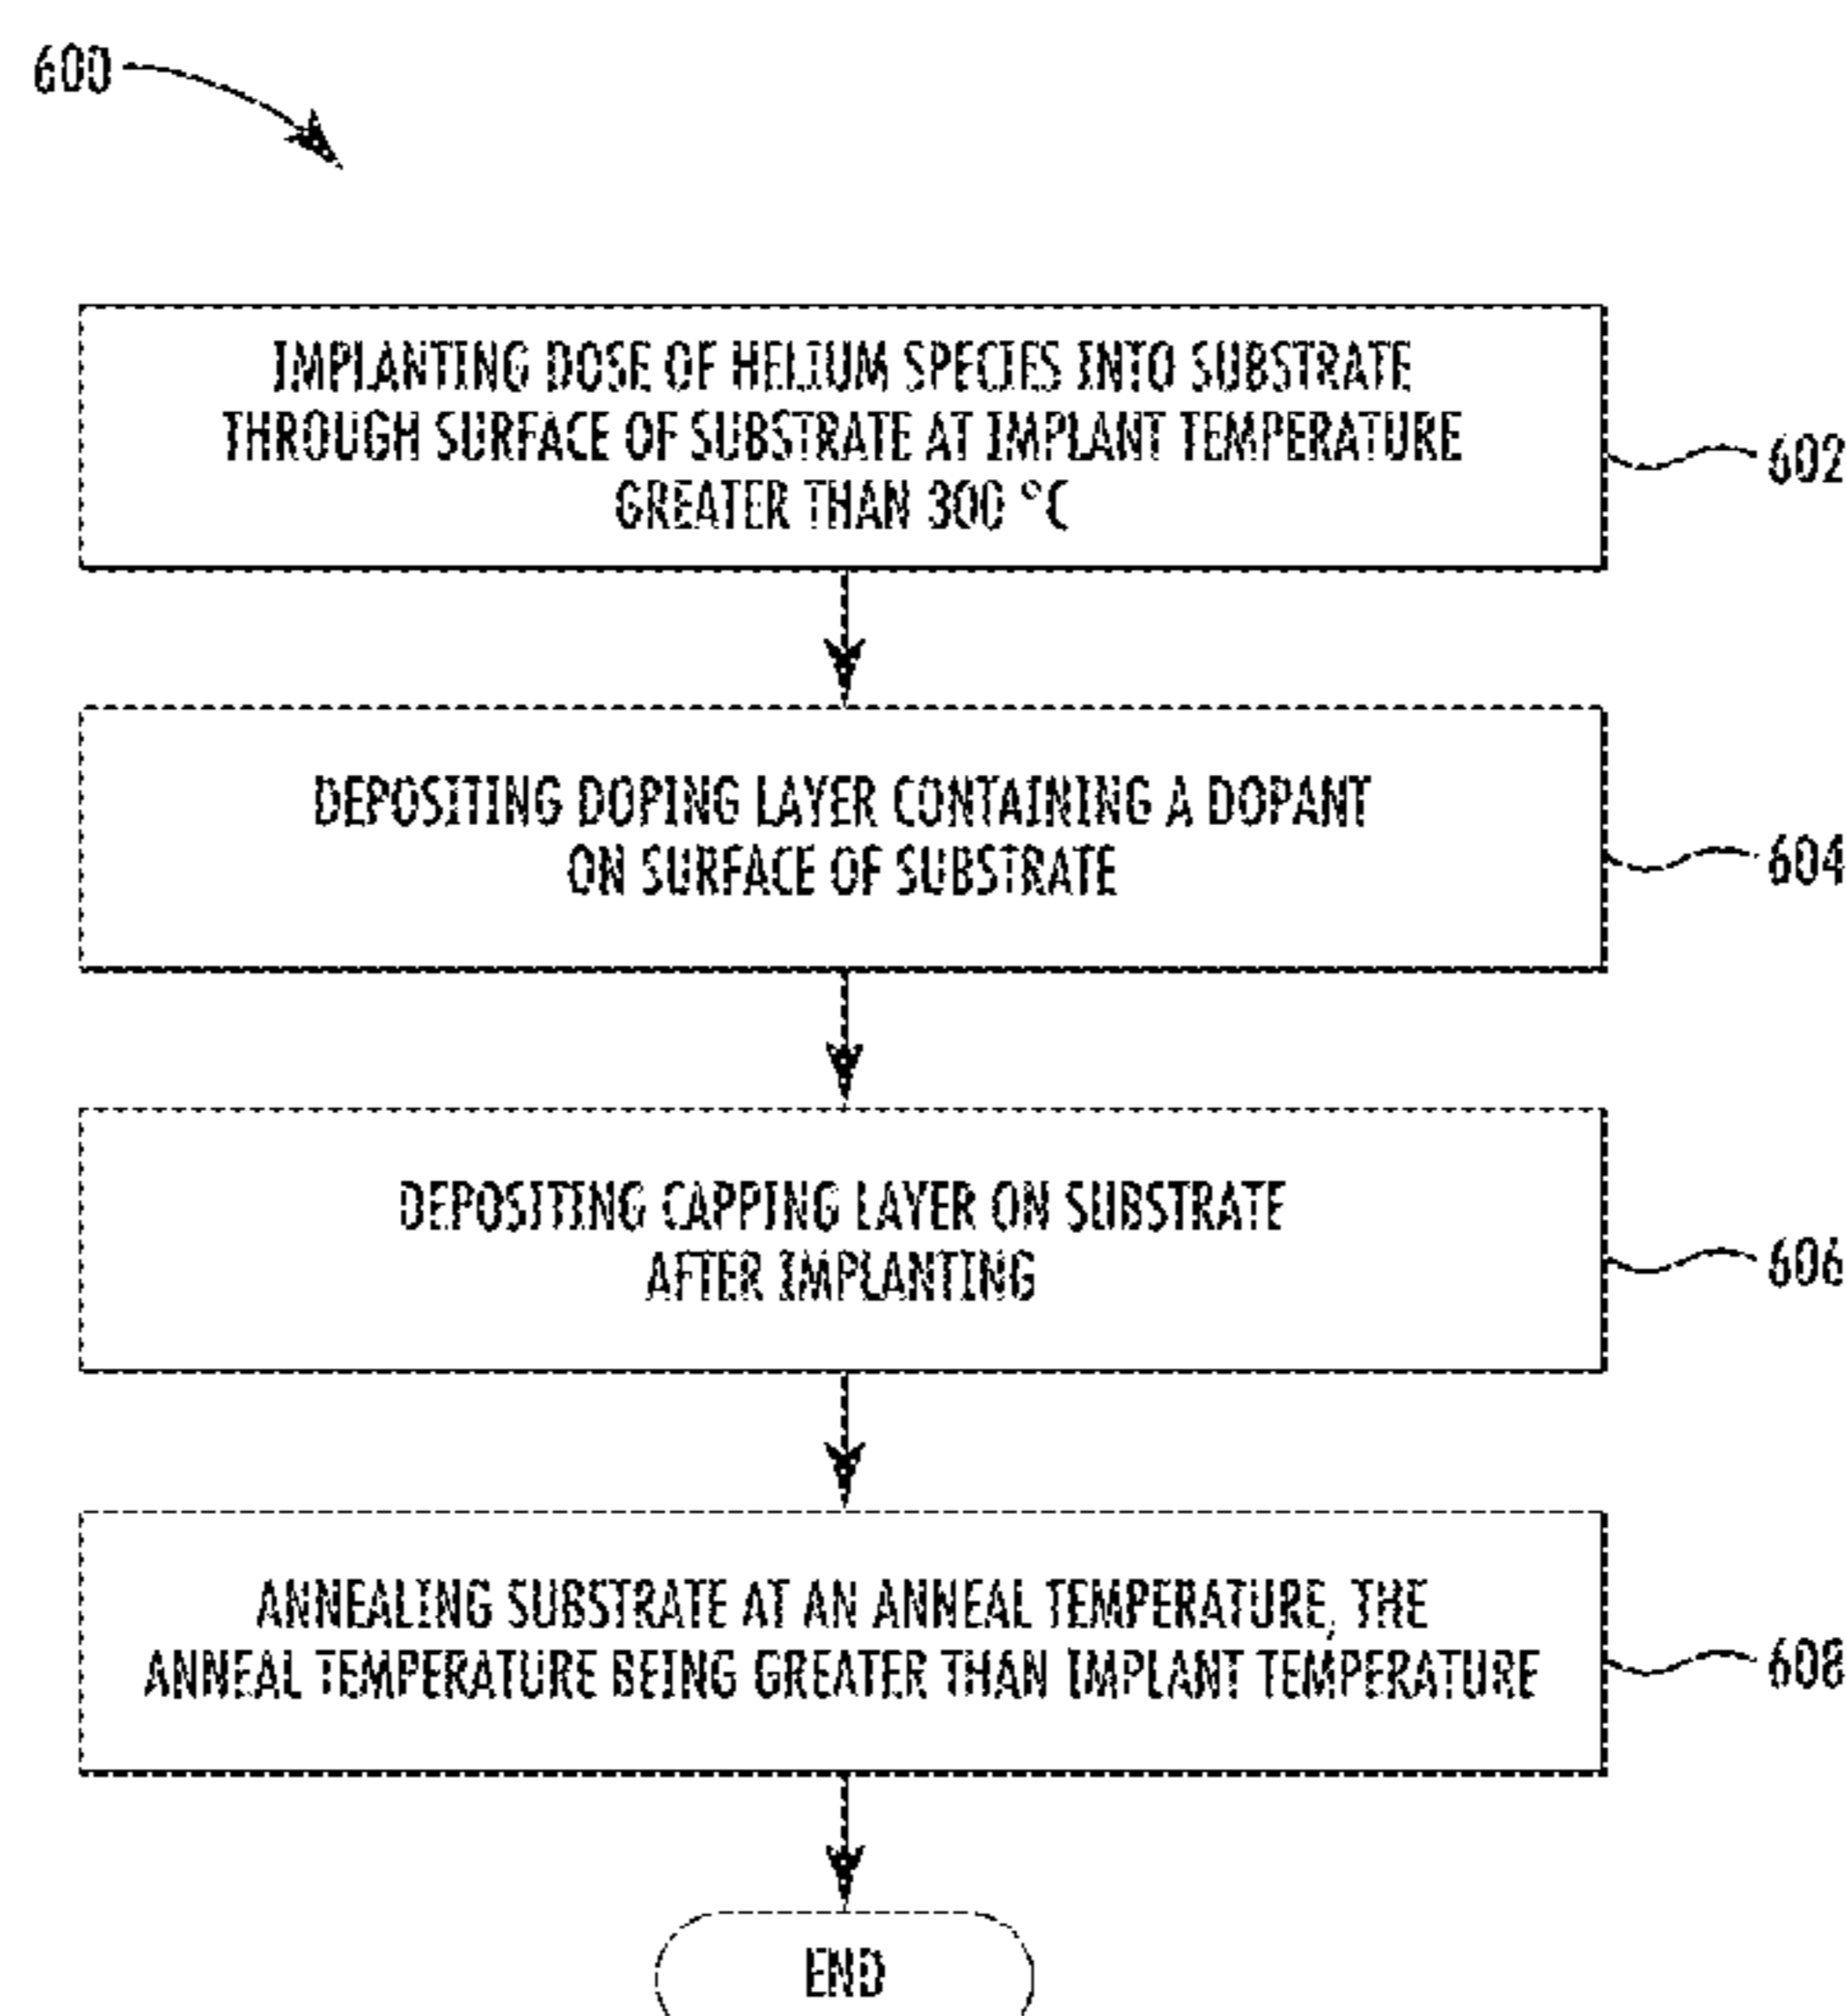 600
IMPLANTING DOSE OF HELIUM SPECIES INTO SUBSTRATE
THROUGH SURFACE OF SUBSTRATE AT IMPLANT TEMPERATURE
GREATER THAN 300 °C
602
DEPOSITING DOPING LAYER CONTAINING A DOPANT
ON SURFACE OF SUBSTRATE
604
DEPOSITING CAPPING LAYER ON SUBSTRATE
AFTER IMPLANTING
606
ANNEALING SUBSTRATE AT AN ANNEAL TEMPERATURE, THE
ANNEAL TEMPERATURE BEING GREATER THAN IMPLANT TEMPERATURE
608
END